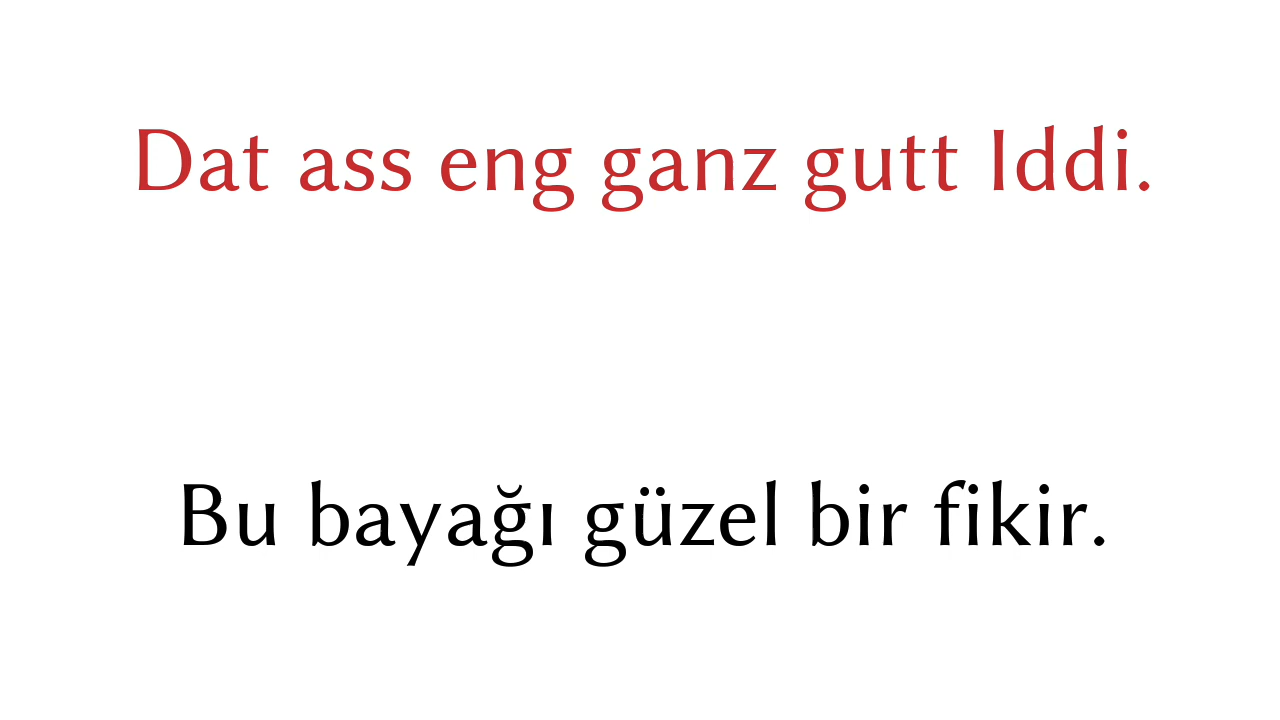 Dat ass eng ganz gutt Iddi.
Bu bayağı güzel bir fikir.